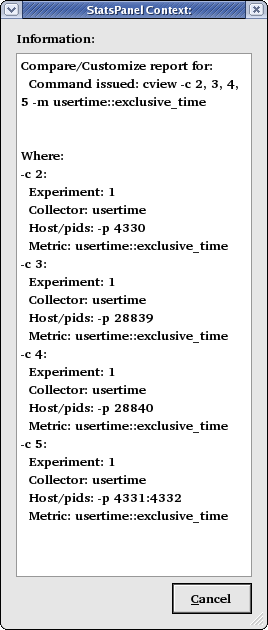 StatsPanel Context:
Information:
Compare/Customize report for:
Command issued: cview -c 2, 3, 4,
5 -m usertime::exclusive_time
Where:
-c 2:
Experiment: 1
Collector: usertime
Host/pids: -p 4330
Metric: usertime::exclusive_time
-c 3:
Experiment: 1
Collector: usertime
Host/pids: -p 28839
Metric: usertime::exclusive_time
-c 4:
Experiment: 1
Collector: usertime
Host/pids: -p 28840
Metric: usertime::exclusive_time
-c 5:
Experiment: 1
Collector: usertime
Host/pids: -p 4331:4332
Metric: usertime::exclusive_time
Cancel